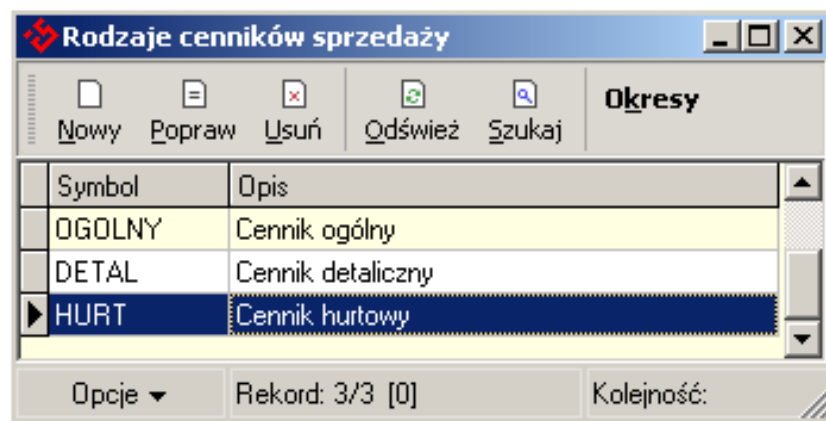 Rodzaje cenników sprzedaży
Nowy Popraw Usuń Odśwież Szukaj Okresy
Symbol Opis
OGOLNY Cennik ogólny
DETAL Cennik detaliczny
HURT Cennik hurtowy
Opcje Rekord: 3/3 [0] Kolejność: